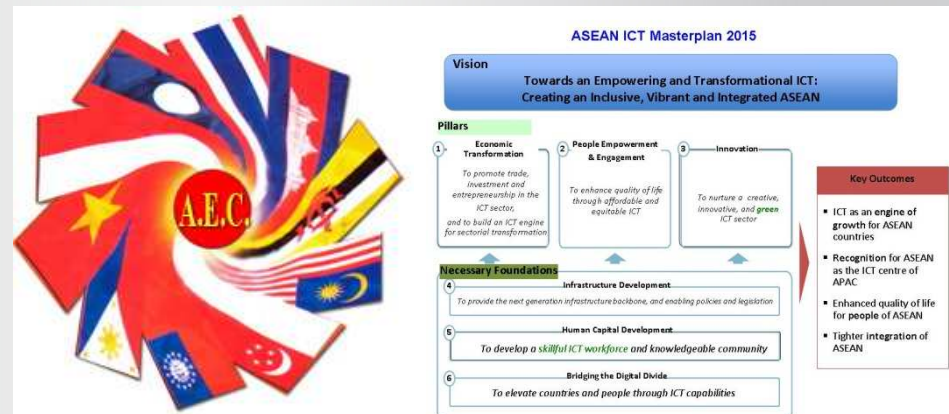 A.E.C.
ASEAN ICT Masterplan 2015
Vision
Towards an Empowering and Transformational ICT:
Creating an Inclusive, Vibrant and Integrated ASEAN
Pillars
1
Economic
Transformation
To promote trade,
investment and
entrepreneurship in the
ICT sector,
and to build an ICT engine
for sectorial transformation
2
People Empowerment
& Engagement
To enhance quality of life
through affordable and
equitable ICT
3
Innovation
To nurture a creative,
innovative, and green
ICT sector
Necessary Foundations
4
Infrastructure Development
To provide the next generation infrastructure backbone, and enabling policies and legislation
5
Human Capital Development
To develop a skillful ICT workforce and knowledgeable community
6
Bridging the Digital Divide
To elevate countries and people through ICT capabilities
Key Outcomes
▪ ICT as an engine of
growth for ASEAN
countries
▪ Recognition for ASEAN
as the ICT centre of
APAC
▪ Enhanced quality of life
for people of ASEAN
▪ Tighter integration of
ASEAN